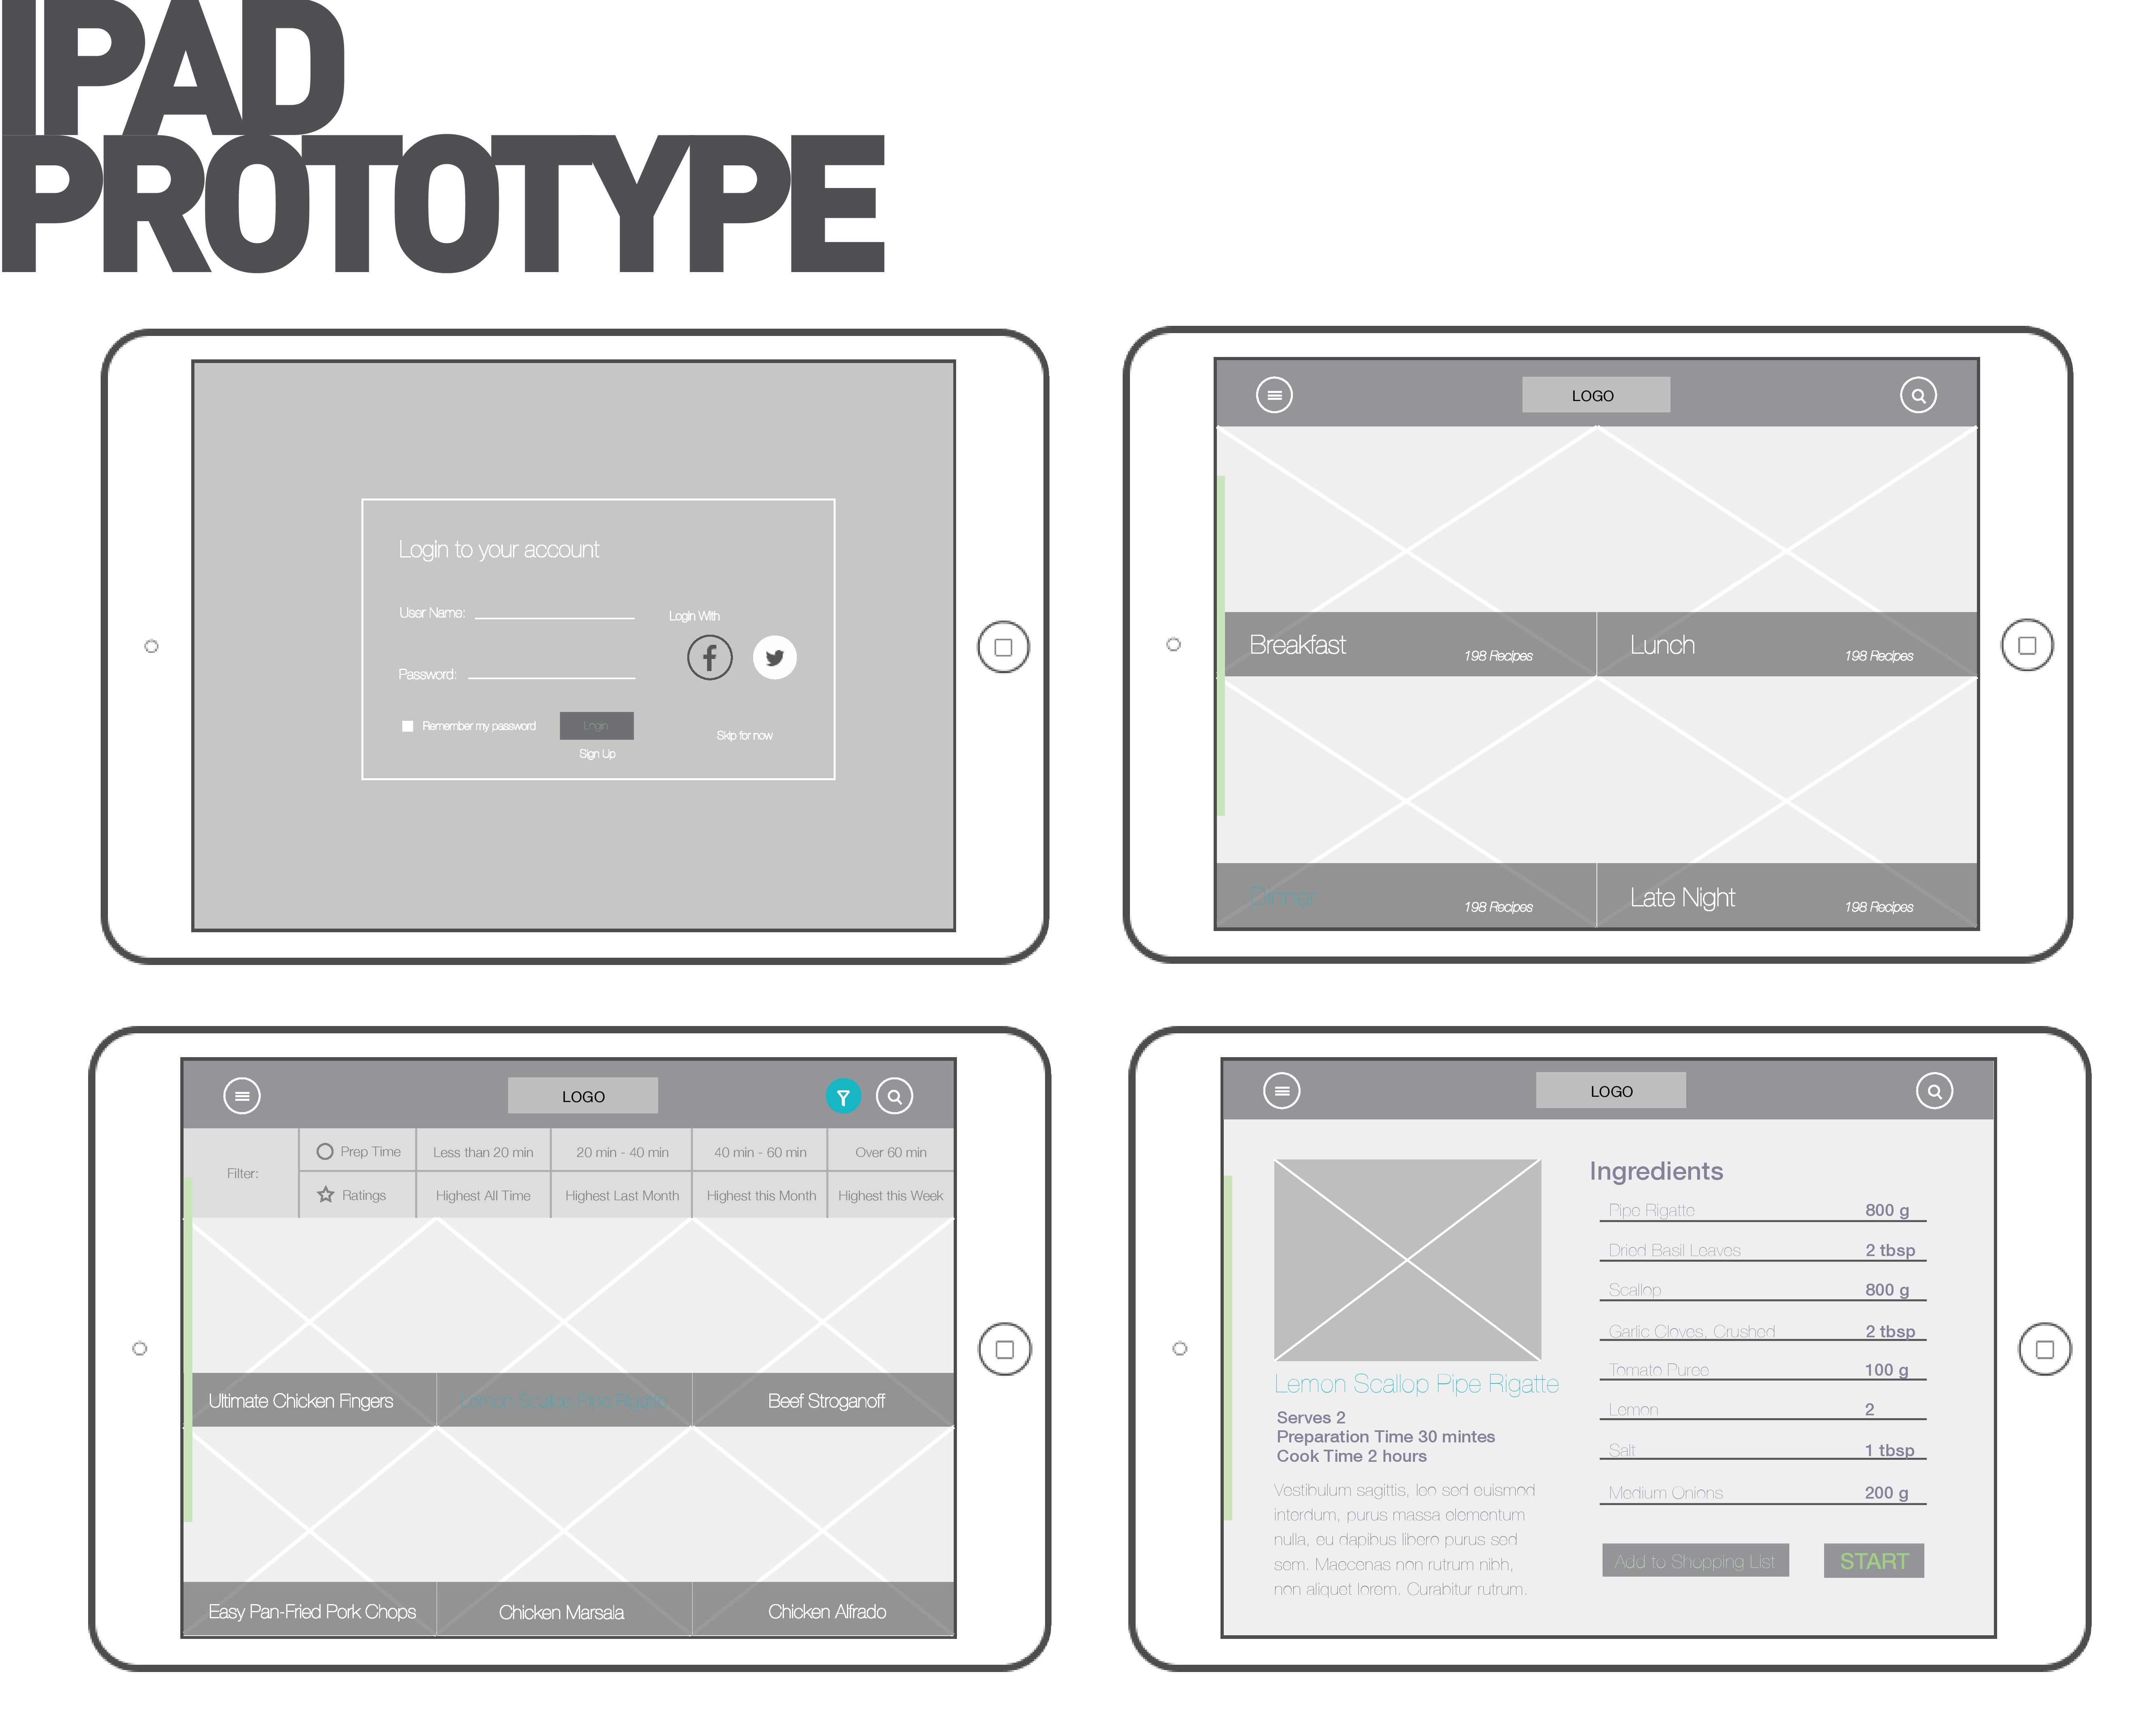 IPAD
PROTOTYPE
Login to your account
User Name:
Login With
Password:
Remember my password
Login
Skip for now
Sign Up
LOGO
Breakfast
198 Recipes
Lunch
198 Recipes
Dinner
198 Recipes
Late Night
198 Recipes
LOGO
Filter:
Prep Time
Less than 20 min
20 min - 40 min
40 min - 60 min
Over 60 min
Ratings
Highest All Time
Highest Last Month
Highest this Month
Highest this Week
Ultimate Chicken Fingers
Lemon Scallop Pipe Rigatte
Beef Stroganoff
Easy Pan-Fried Pork Chops
Chicken Marsala
Chicken Alfrado
LOGO
Lemon Scallop Pipe Rigatte
Serves 2
Preparation Time 30 mintes
Cook Time 2 hours
Vestibulum sagittis, leo sed euismod
interdum, purus massa elementum
nulla, eu dapibus libero purus sed
sem. Maecenas non rutrum nibh,
non aliquet lorem. Curabitur rutrum.
Ingredients
Pipe Rigatte 800 g
Dried Basil Leaves 2 tbsp
Scallop 800 g
Garlic Cloves, Crushed 2 tbsp
Tomato Puree 100 g
Lemon 2
Salt 1 tbsp
Medium Onions 200 g
Add to Shopping List
START